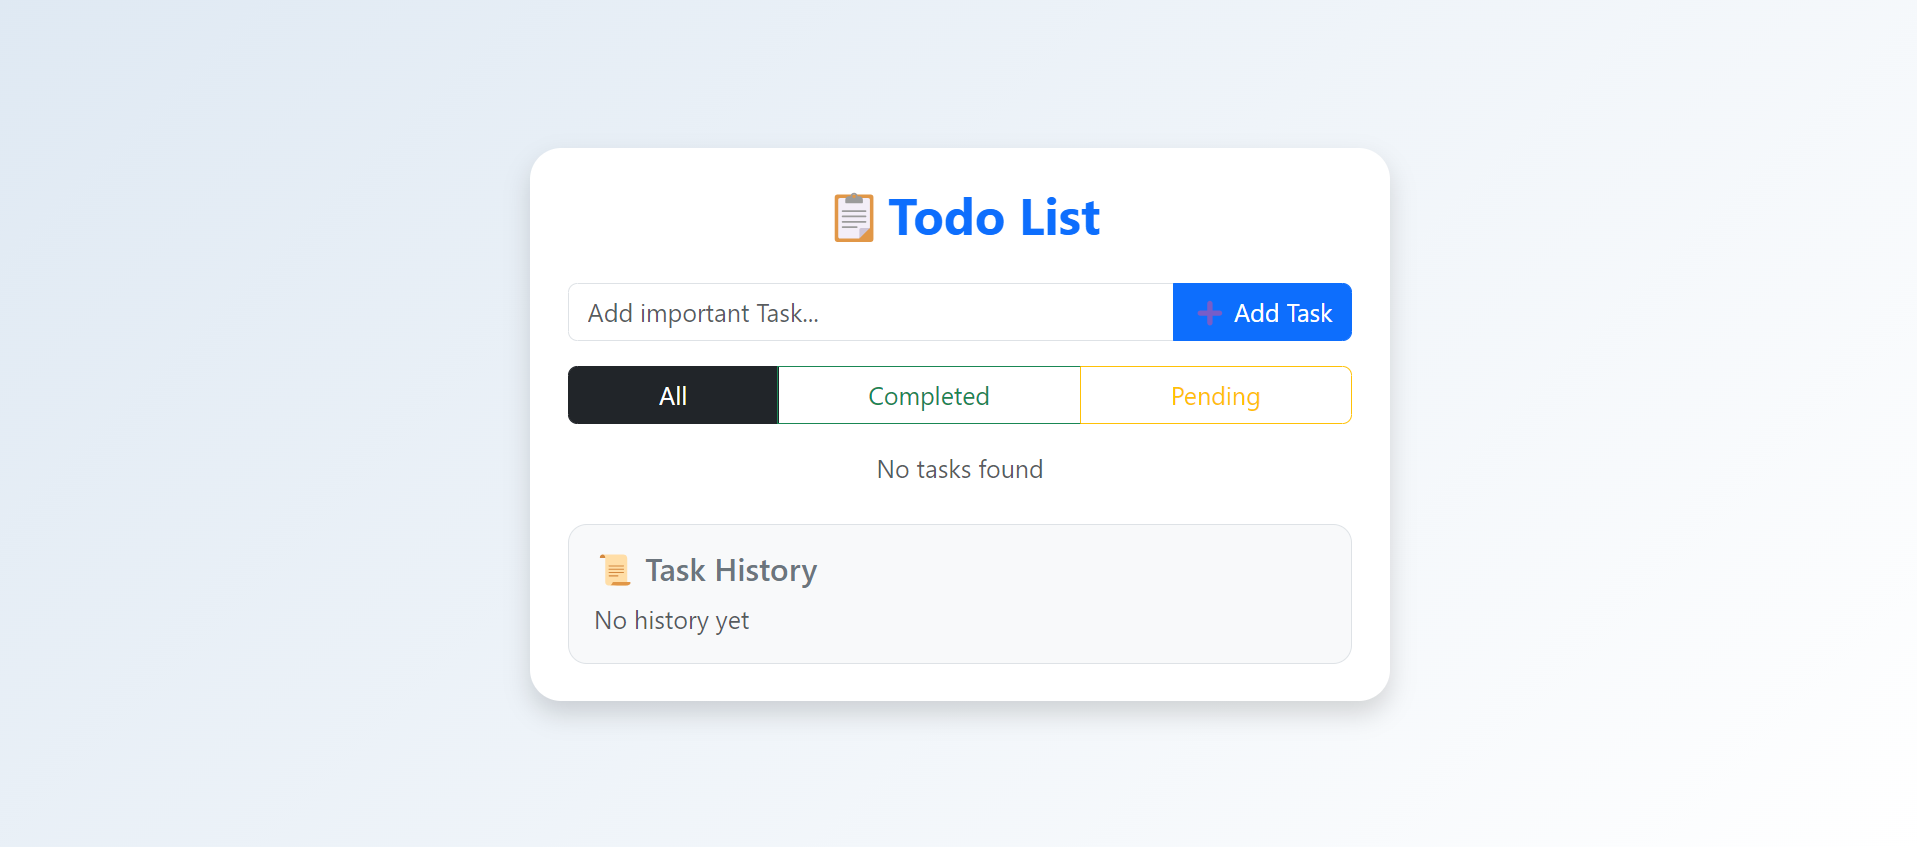 Todo List
Add important Task...
Add Task
All
Completed
Pending
No tasks found
Task History
No history yet